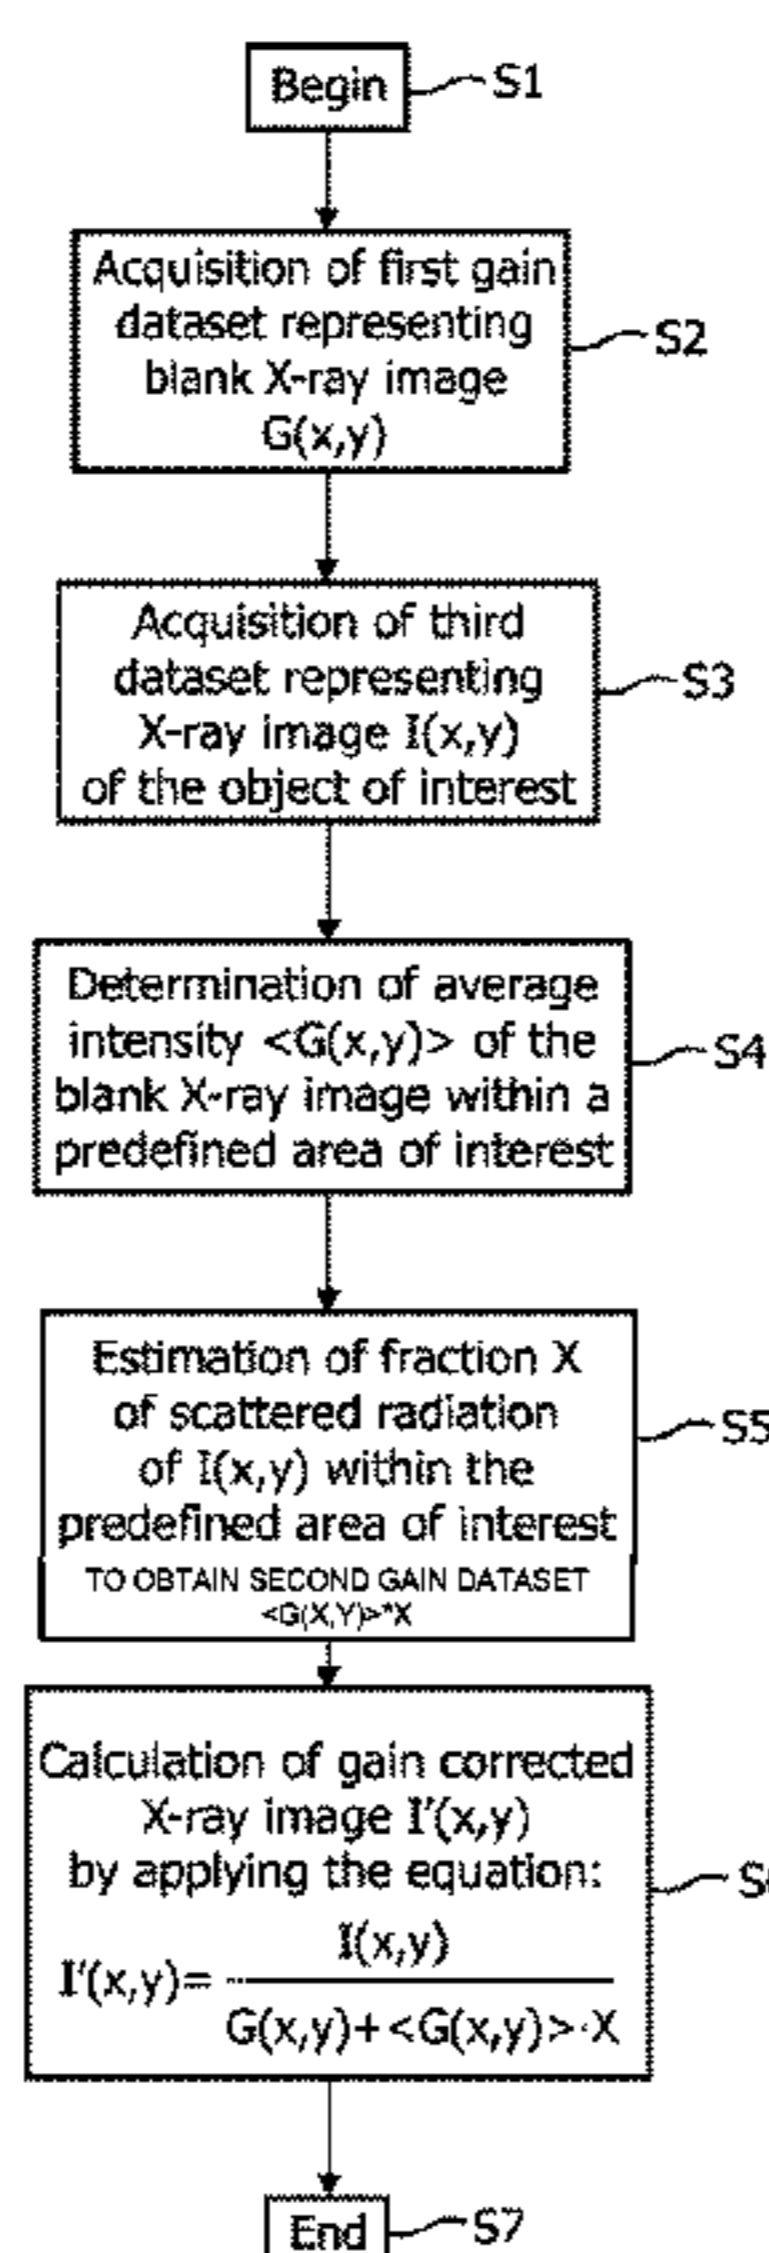 Begin
S1
Acquisition of first gain
dataset representing
blank X-ray image
G(x,y)
S2
Acquisition of third
dataset representing
X-ray image I(x,y)
of the object of interest
S3
Determination of average
intensity <G(x,y)> of the
blank X-ray image within a
predefined area of interest
S4
Estimation of fraction X
of scattered radiation
of I(x,y) within the
predefined area of interest
TO OBTAIN SECOND GAIN DATASET
<G(X,Y)>*X
S5
Calculation of gain corrected
X-ray image I'(x,y)
by applying the equation:
I'(x,y)= I(x,y)
G(x,y)+<G(x,y)>·X
End
S7